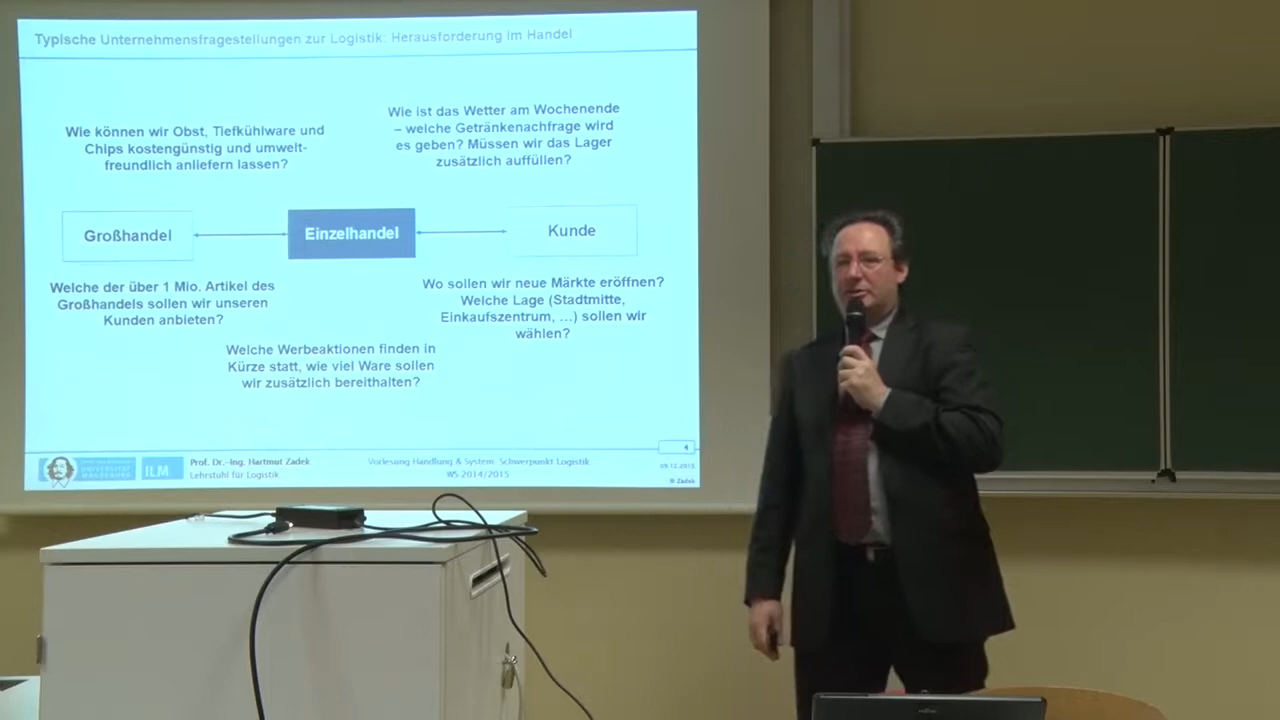 Typische Unternehmensfragestellungen zur Logistik: Herausforderung im Handel
Wie können wir Obst, Tiefkühlware und
Chips kostengünstig und umwelt-
freundlich anliefern lassen?
Wie ist das Wetter am Wochenende
– welche Getränkenachfrage wird
es geben? Müssen wir das Lager
zusätzlich auffüllen?
Großhandel
Einzelhandel
Kunde
Welche der über 1 Mio. Artikel des
Großhandels sollen wir unseren
Kunden anbieten?
Wo sollen wir neue Märkte eröffnen?
Welche Lage (Stadtmitte,
Einkaufszentrum, …) sollen wir
wählen?
Welche Werbeaktionen finden in
Kürze statt, wie viel Ware sollen
wir zusätzlich bereithalten?
4
UNIVERSITÄT
MAGDEBURG
ILM
Prof. Dr.-Ing. Hartmut Zadek
Lehrstuhl für Logistik
Vorlesung Handlung & System. Schwerpunkt Logistik
WS 2014/2015
© Zadek